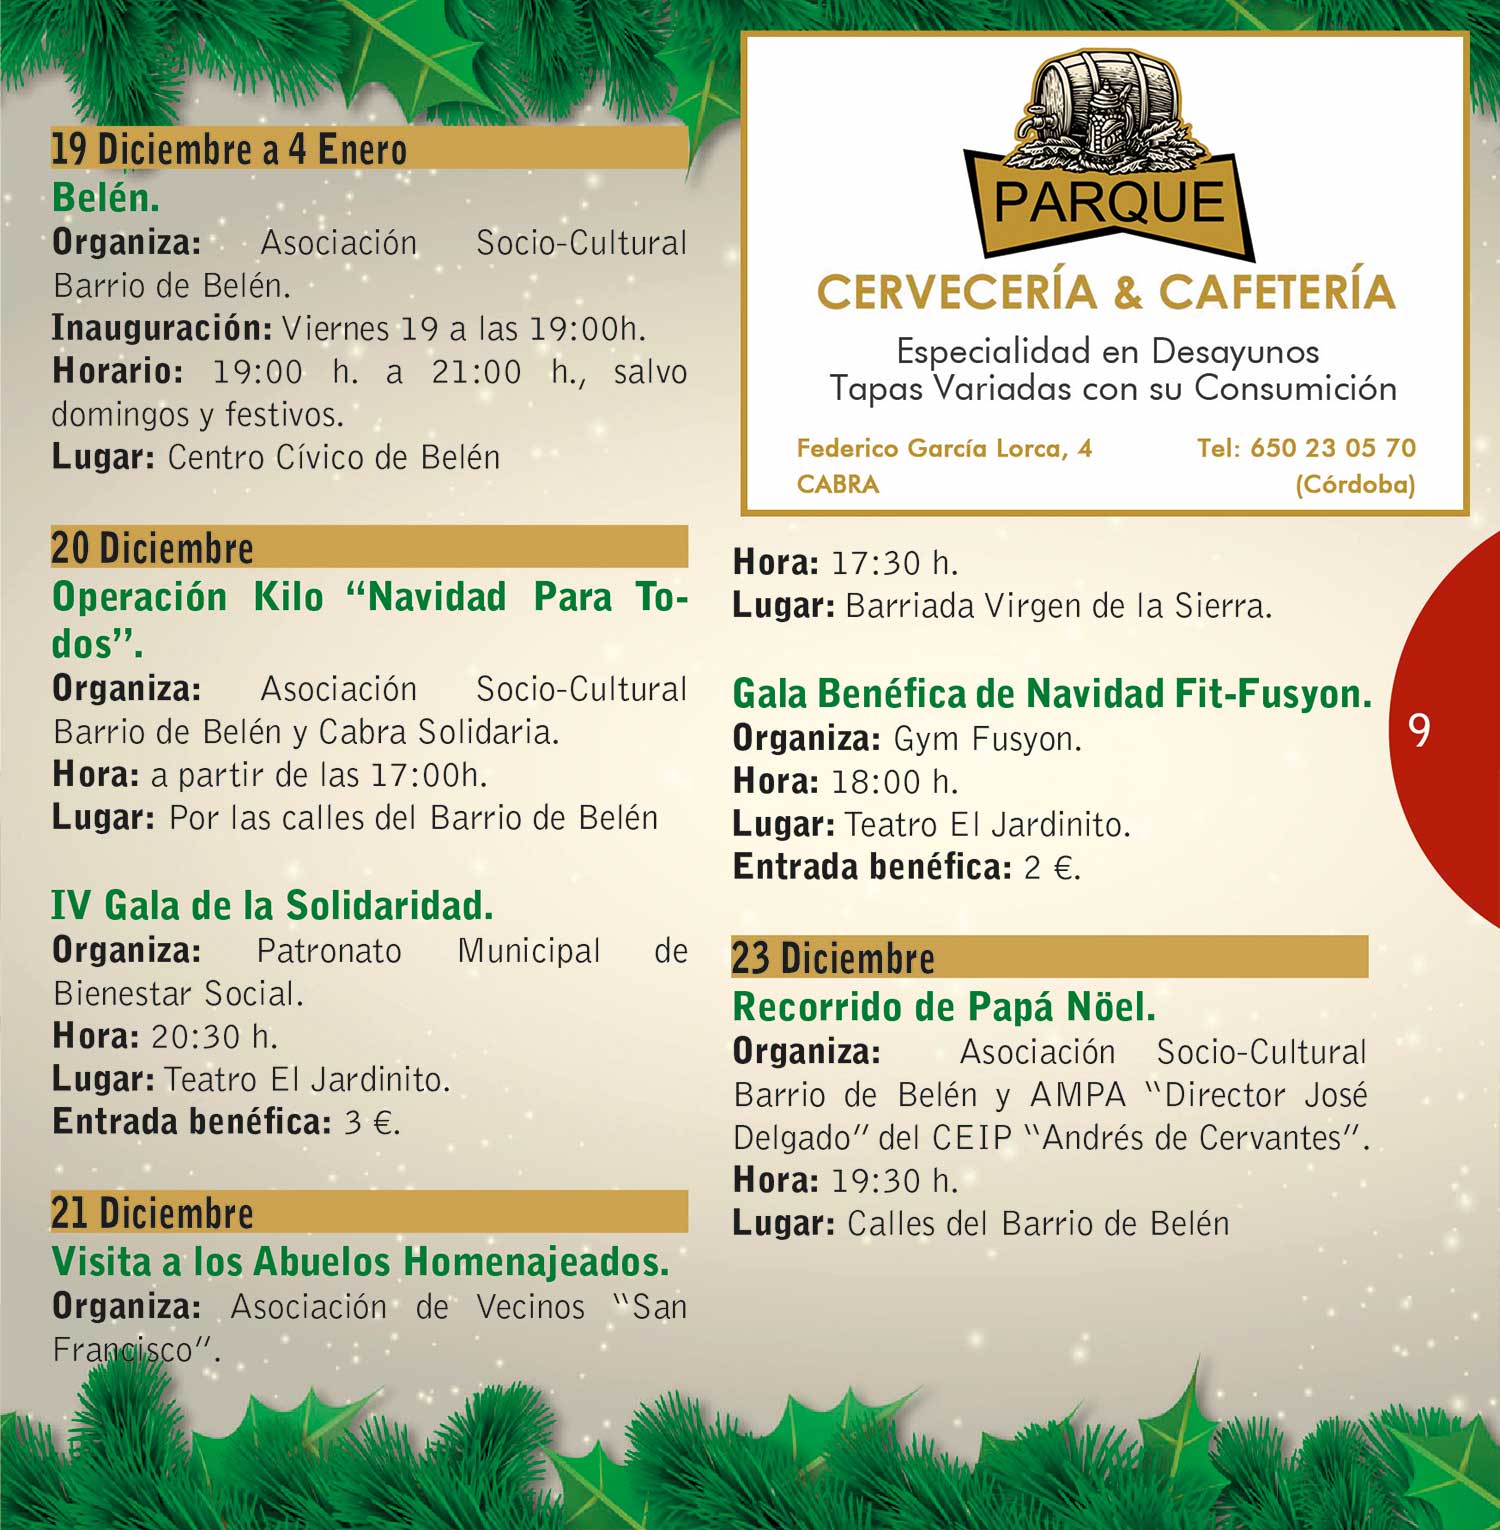 19 Diciembre a 4 Enero
Belén.
Organiza: Asociación Socio-Cultural
Barrio de Belén.
Inauguración: Viernes 19 a las 19:00h.
Horario: 19:00 h. a 21:00 h., salvo
domingos y festivos.
Lugar: Centro Cívico de Belén
20 Diciembre
Operación Kilo “Navidad Para To-
dos”.
Organiza: Asociación Socio-Cultural
Barrio de Belén y Cabra Solidaria.
Hora: a partir de las 17:00h.
Lugar: Por las calles del Barrio de Belén
IV Gala de la Solidaridad.
Organiza: Patronato Municipal de
Bienestar Social.
Hora: 20:30 h.
Lugar: Teatro El Jardinito.
Entrada benéfica: 3 €.
21 Diciembre
Visita a los Abuelos Homenajeados.
Organiza: Asociación de Vecinos “San
Francisco”.
PARQUE
CERVECERÍA & CAFETERÍA
Especialidad en Desayunos
Tapas Variadas con su Consumición
Federico García Lorca, 4 Tel: 650 23 05 70
CABRA (Córdoba)
Hora: 17:30 h.
Lugar: Barriada Virgen de la Sierra.
Gala Benéfica de Navidad Fit-Fusyon.
Organiza: Gym Fusyon.
Hora: 18:00 h.
Lugar: Teatro El Jardinito.
Entrada benéfica: 2 €.
23 Diciembre
Recorrido de Papá Nöel.
Organiza: Asociación Socio-Cultural
Barrio de Belén y AMPA “Director José
Delgado” del CEIP “Andrés de Cervantes”.
Hora: 19:30 h.
Lugar: Calles del Barrio de Belén
9